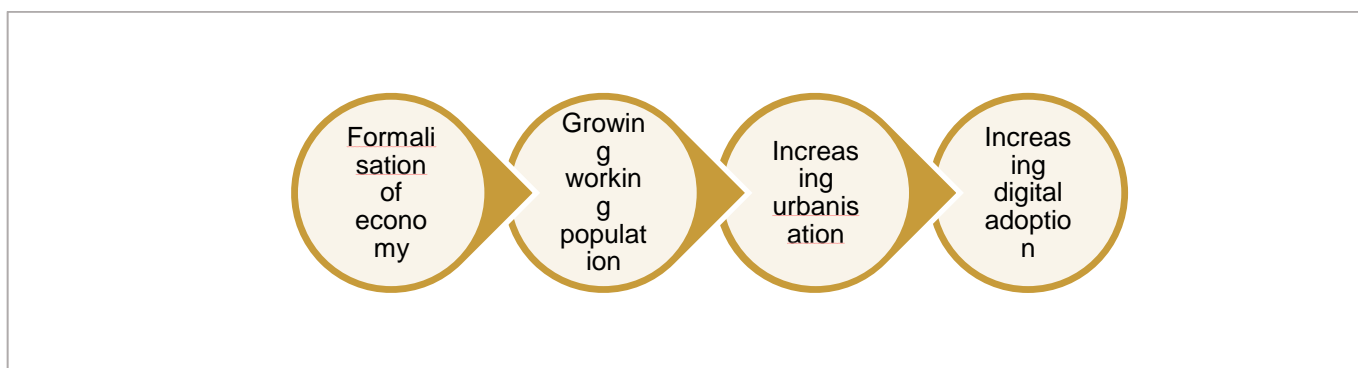 Formali
sation
of
econo
my
Growin
g
workin
g
populat
ion
Increas
ing
urbanis
ation
Increas
ing
digital
adoptio
n